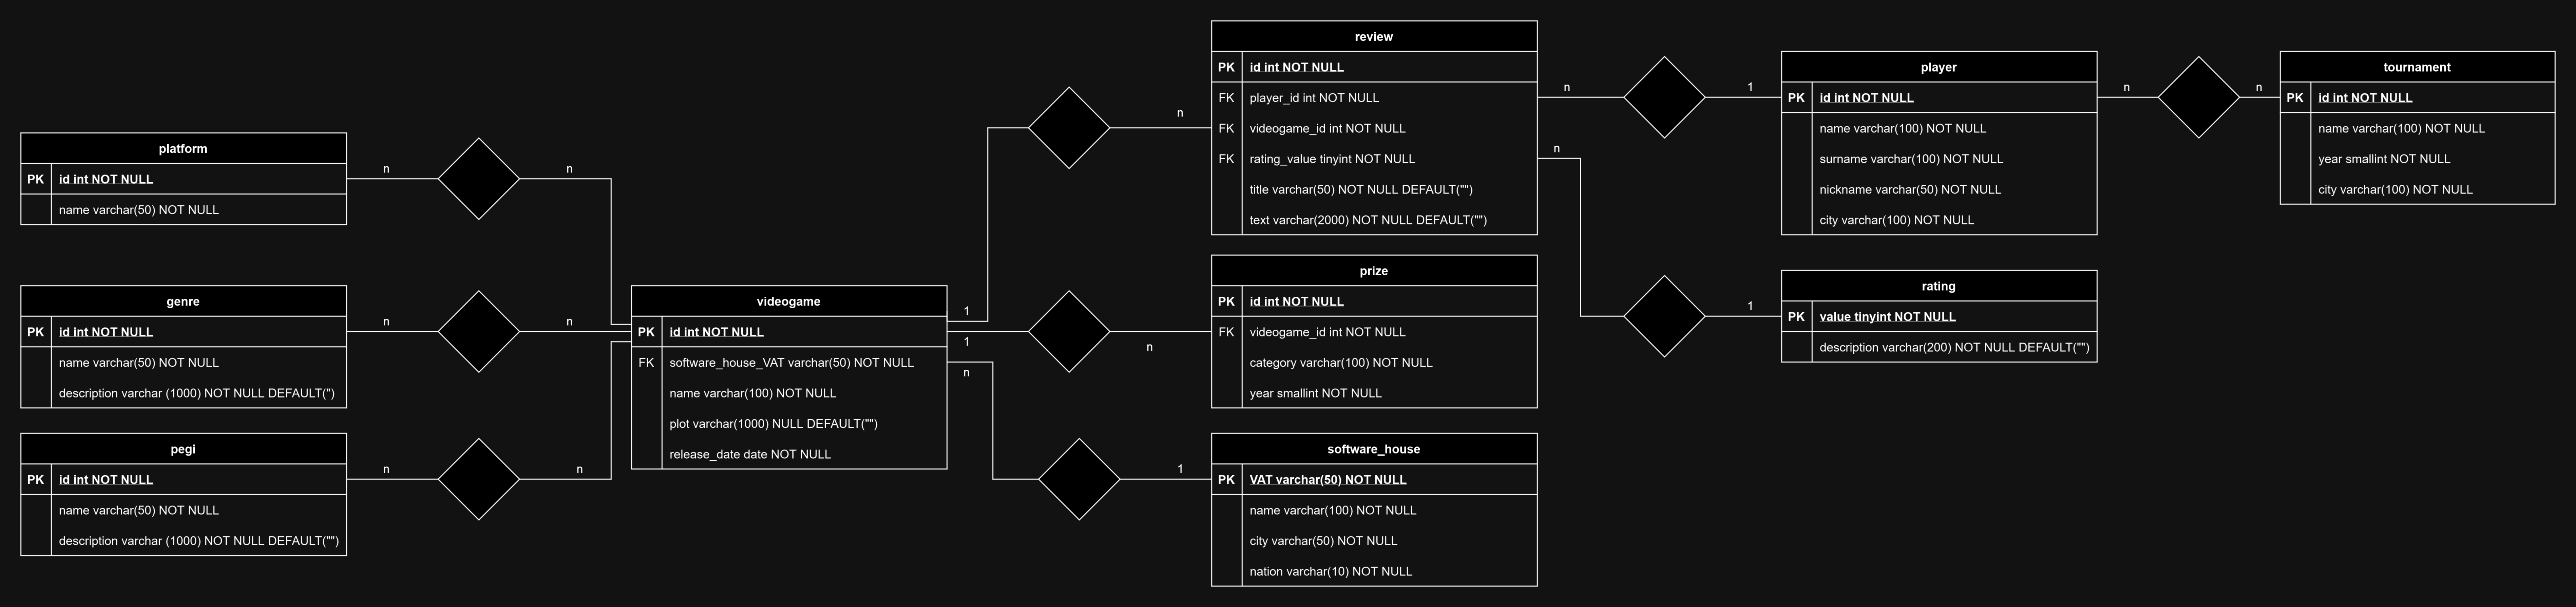 review
PK id int NOT NULL
FK player_id int NOT NULL
FK videogame_id int NOT NULL
FK rating_value tinyint NOT NULL
title varchar(50) NOT NULL DEFAULT("")
text varchar(2000) NOT NULL DEFAULT("")
n
1
player
PK id int NOT NULL
name varchar(100) NOT NULL
surname varchar(100) NOT NULL
nickname varchar(50) NOT NULL
city varchar(100) NOT NULL
n
n
tournament
PK id int NOT NULL
name varchar(100) NOT NULL
year smallint NOT NULL
city varchar(100) NOT NULL
n
n
1
rating
PK value tinyint NOT NULL
description varchar(200) NOT NULL DEFAULT("")
platform
PK id int NOT NULL
name varchar(50) NOT NULL
n
n
genre
PK id int NOT NULL
name varchar(50) NOT NULL
description varchar (1000) NOT NULL DEFAULT(")
n
n
pegi
PK id int NOT NULL
name varchar(50) NOT NULL
description varchar (1000) NOT NULL DEFAULT("")
n
n
videogame
PK id int NOT NULL
FK software_house_VAT varchar(50) NOT NULL
name varchar(100) NOT NULL
plot varchar(1000) NULL DEFAULT("")
release_date date NOT NULL
1
1
n
n
prize
PK id int NOT NULL
FK videogame_id int NOT NULL
category varchar(100) NOT NULL
year smallint NOT NULL
1
software_house
PK VAT varchar(50) NOT NULL
name varchar(100) NOT NULL
city varchar(50) NOT NULL
nation varchar(10) NOT NULL
n